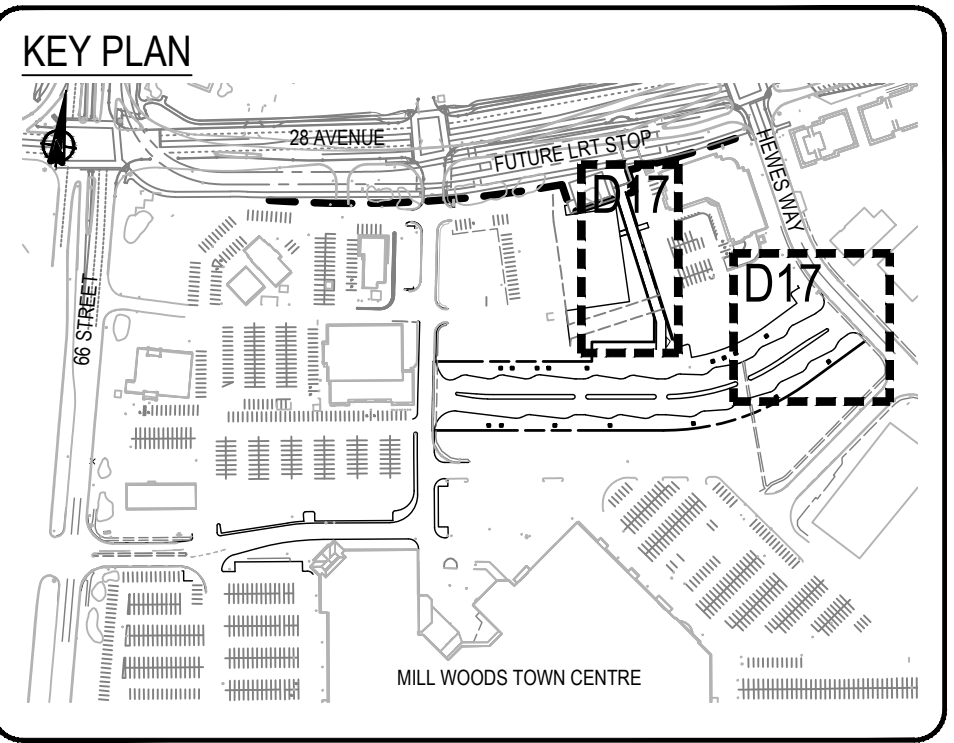 KEY PLAN
28 AVENUE
FUTURE LRT STOP
HEWES WAY
D17
D17
66 STREET
MILL WOODS TOWN CENTRE